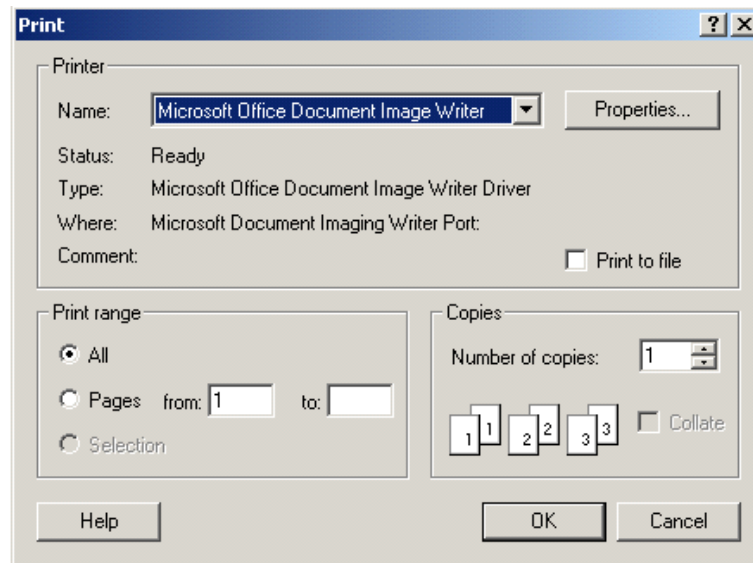 Print
Printer
Name: Microsoft Office Document Image Writer Properties...
Status: Ready
Type: Microsoft Office Document Image Writer Driver
Where: Microsoft Document Imaging Writer Port:
Comment: Print to file
Print range
All
Pages from: 1 to:
Selection
Copies
Number of copies: 1
1 1 2 2 3 3 Collate
Help OK Cancel